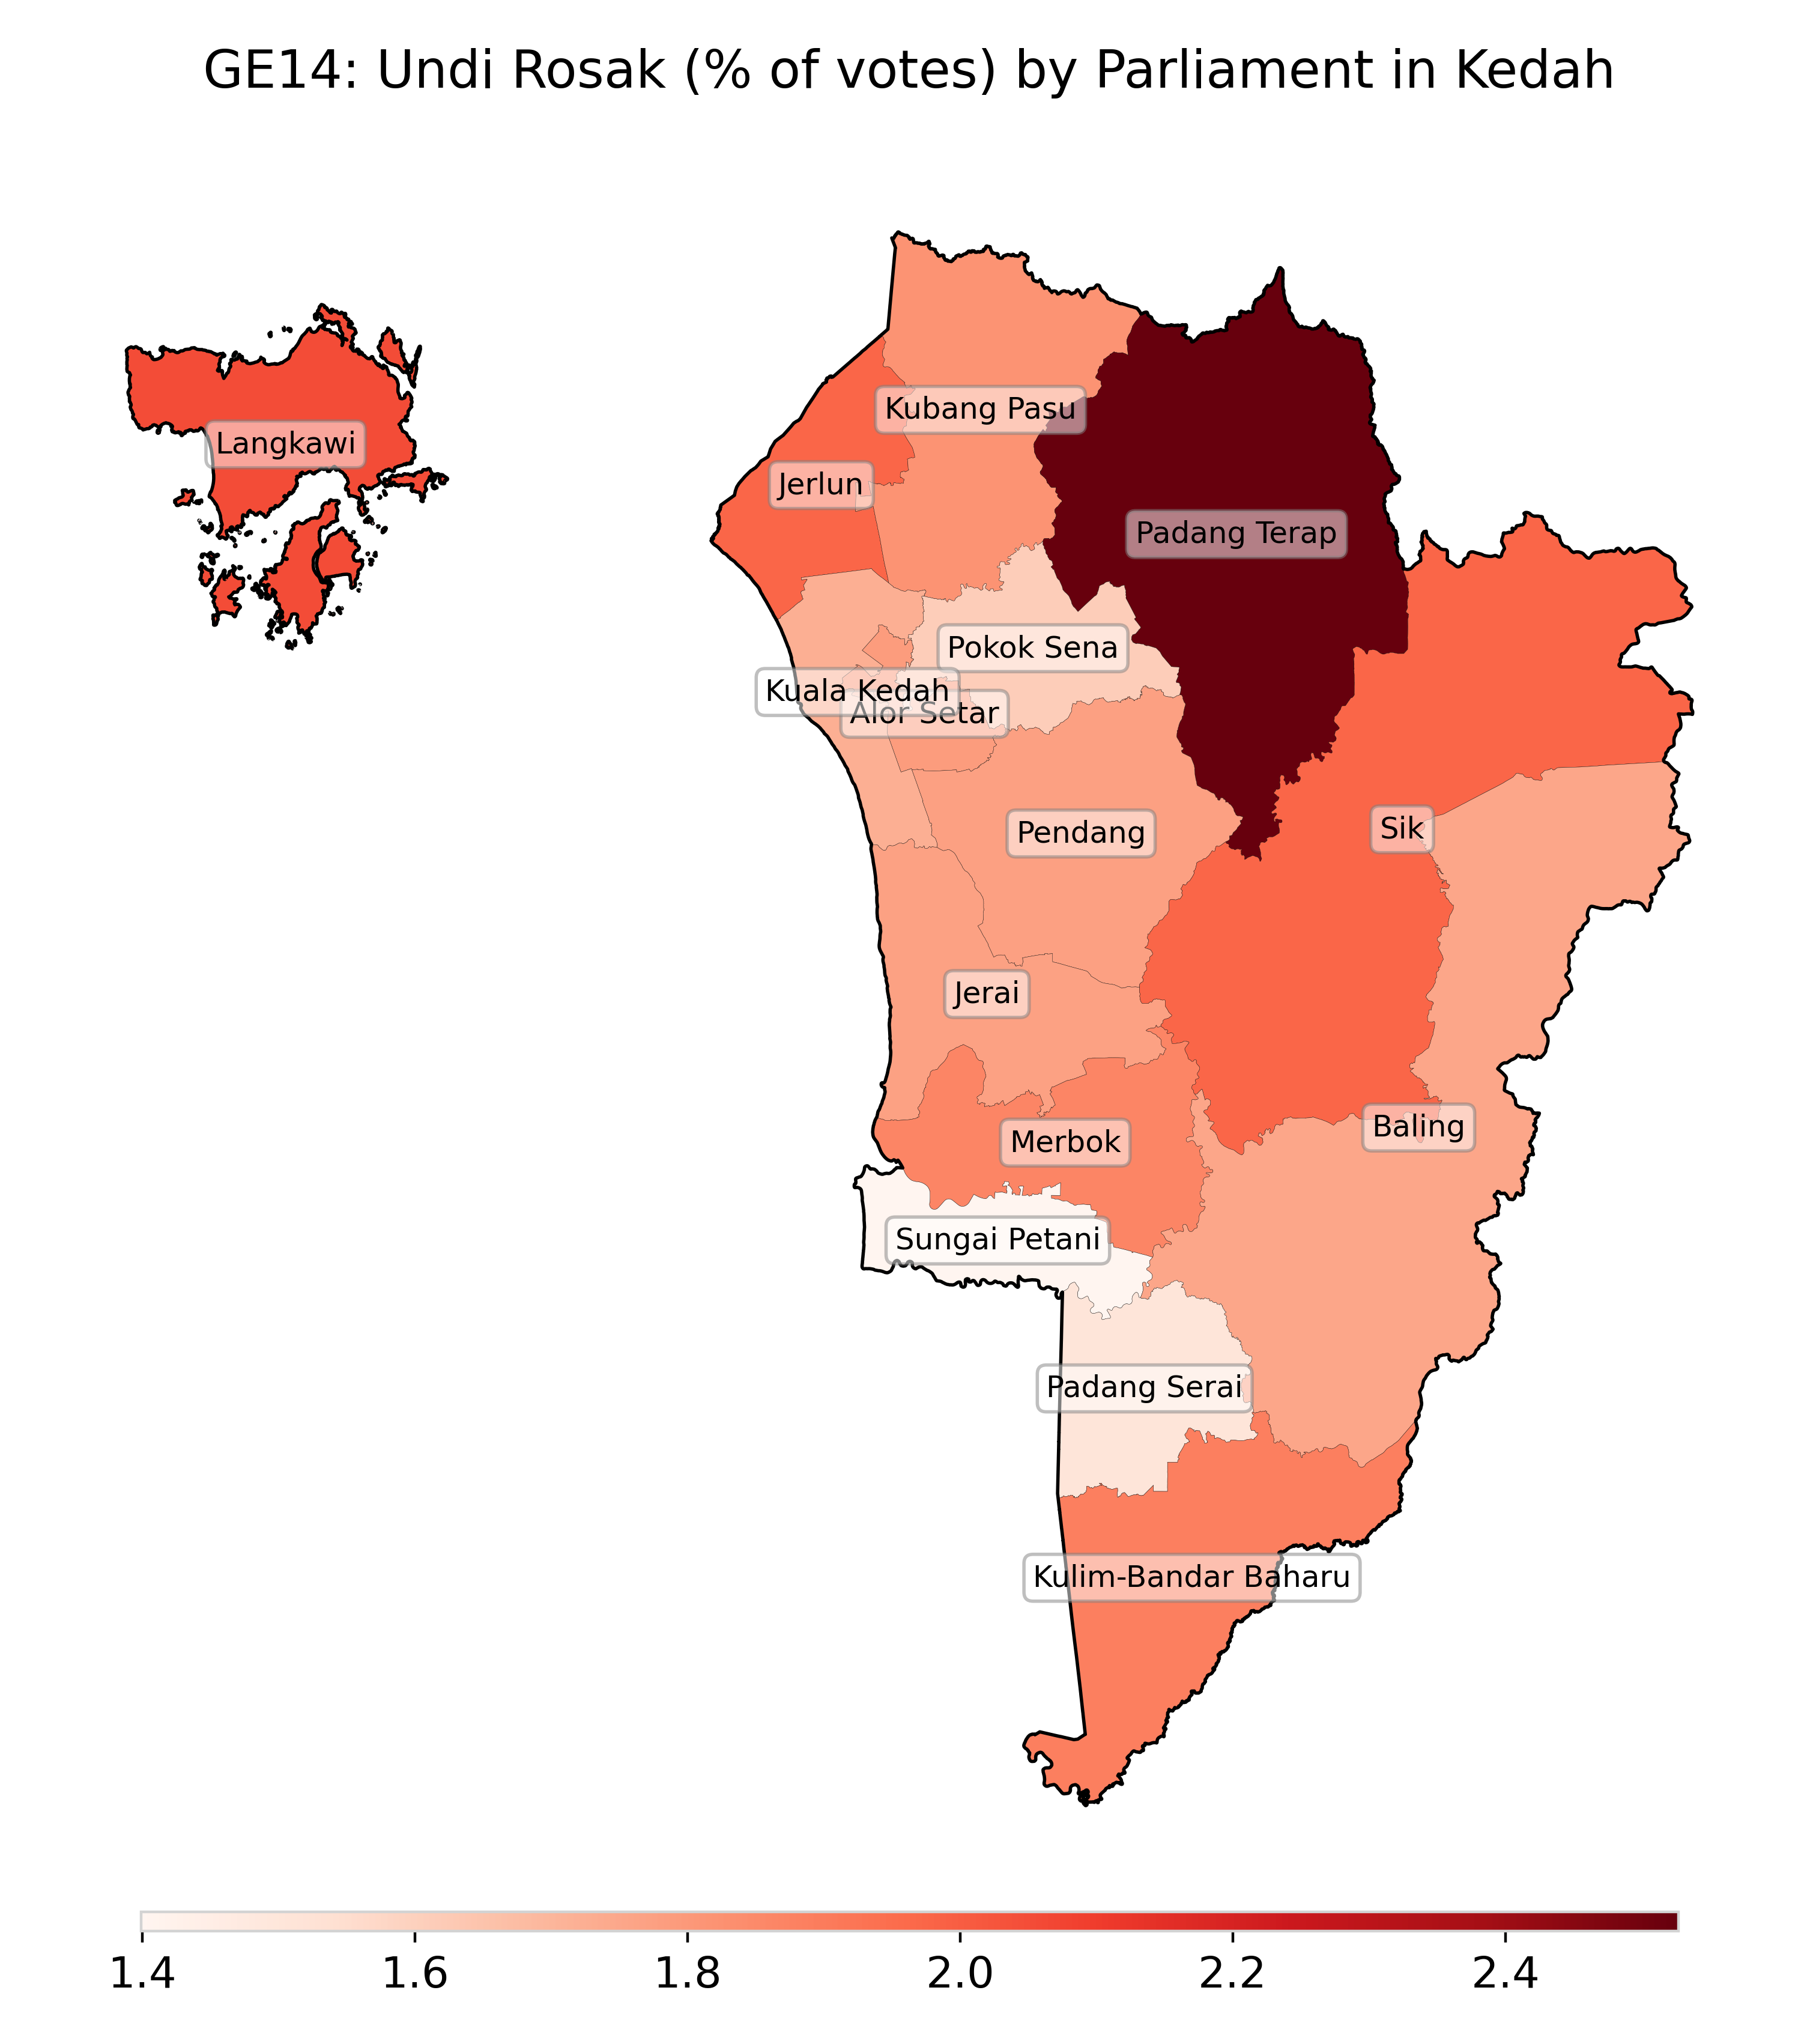 GE14: Undi Rosak (% of votes) by Parliament in Kedah
Kubang Pasu
Langkawi
Jerlun
Padang Terap
Pokok Sena
Kuala Kedah
Alor Setar
Sik
Pendang
Jerai
Baling
Merbok
Sungai Petani
Padang Serai
Kulim-Bandar Baharu
1.4 1.6 1.8 2.0 2.2 2.4